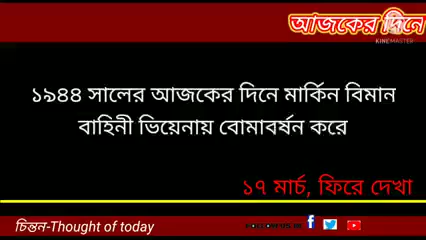 আজকের দিনে
KINEMASTER
১৯৪৪ সালের আজকের দিনে মার্কিন বিমান
বাহিনী ভিয়েনায় বোমাবর্ষন করে
১৭ মার্চ, ফিরে দেখা
চিন্তন-Thought of today